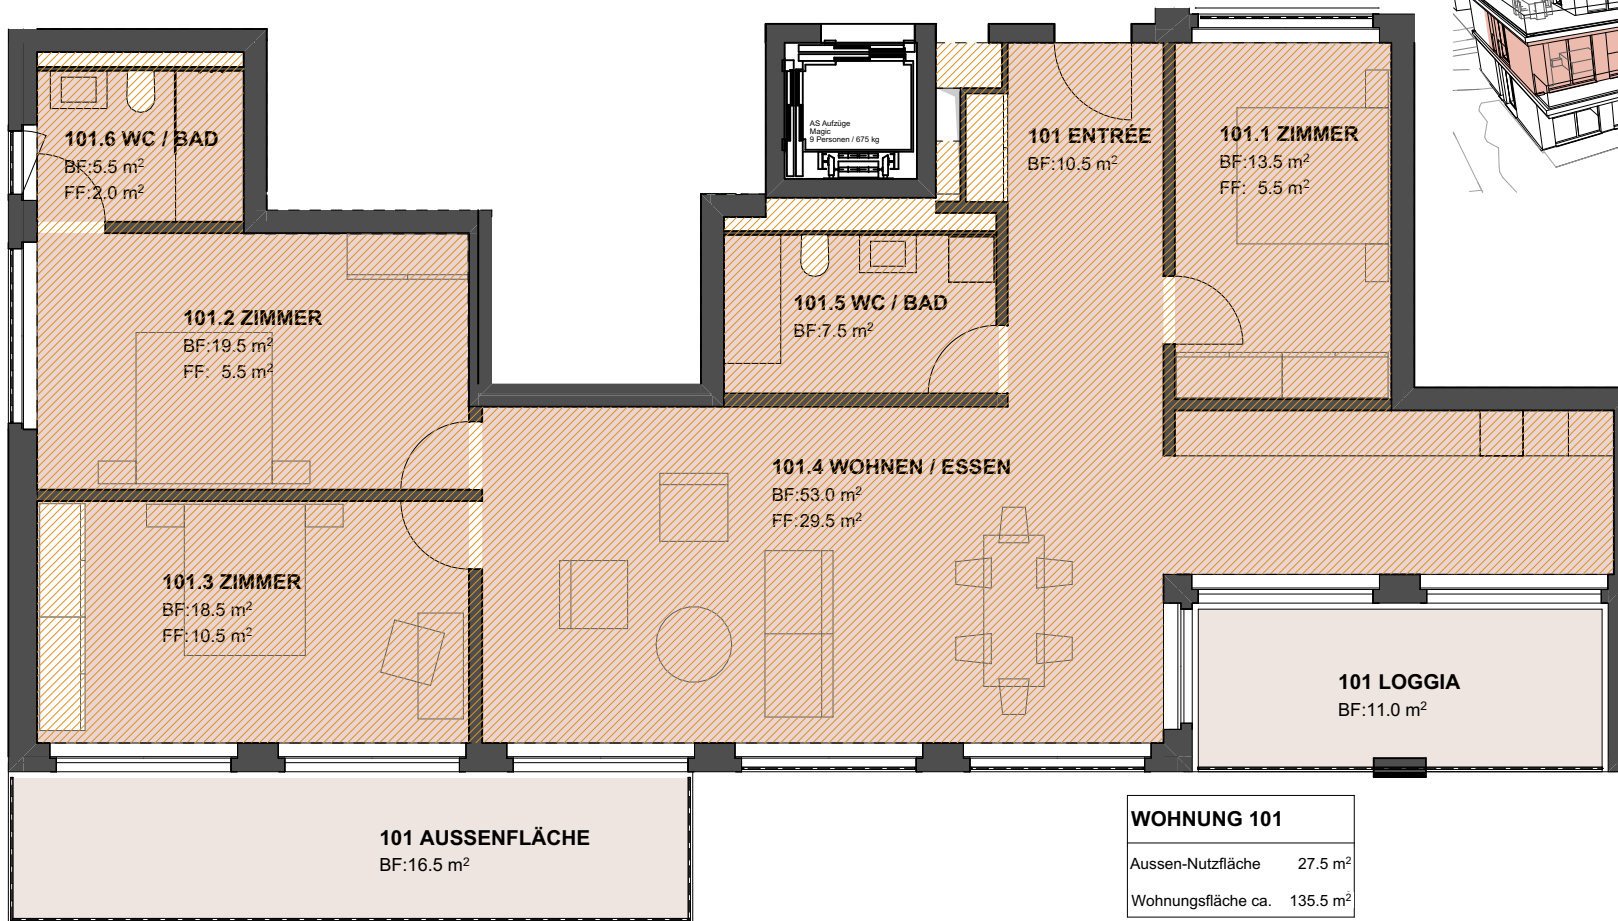 101.6 WC / BAD
BF:5.5 m²
FF:2.0 m²
AS Aufzüge
Magic
9 Personen / 675 kg
101 ENTRÉE
BF:10.5 m²
101.1 ZIMMER
BF:13.5 m²
FF: 5.5 m²
101.2 ZIMMER
BF:19.5 m²
FF: 5.5 m²
101.5 WC / BAD
BF:7.5 m²
101.4 WOHNEN / ESSEN
BF:53.0 m²
FF:29.5 m²
101.3 ZIMMER
BF:18.5 m²
FF:10.5 m²
101 LOGGIA
BF:11.0 m²
101 AUSSENFLÄCHE
BF:16.5 m²
WOHNUNG 101
Aussen-Nutzfläche 27.5 m²
Wohnungsfläche ca. 135.5 m²